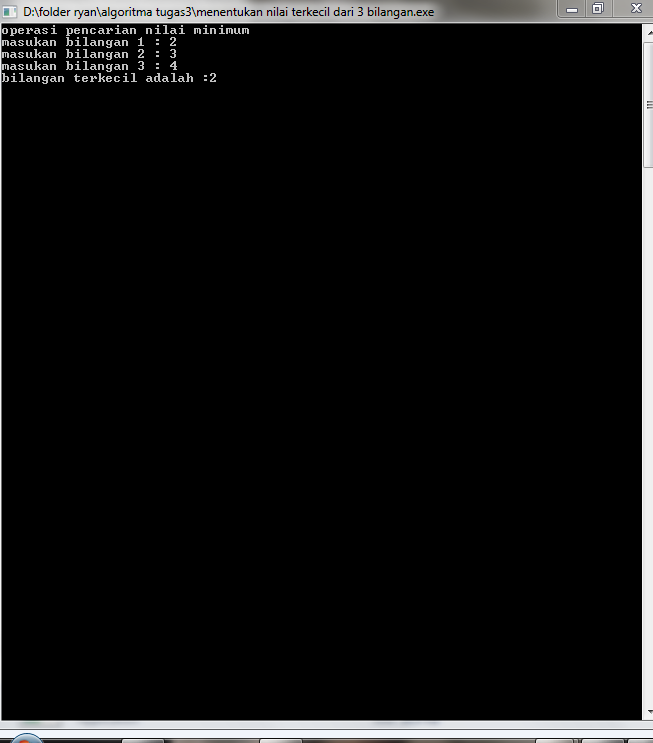 D:\folder ryan\algoritma tugas3\menentukan nilai terkecil dari 3 bilangan.exe
operasi pencarian nilai minimum
masukan bilangan 1 : 2
masukan bilangan 2 : 3
masukan bilangan 3 : 4
bilangan terkecil adalah :2